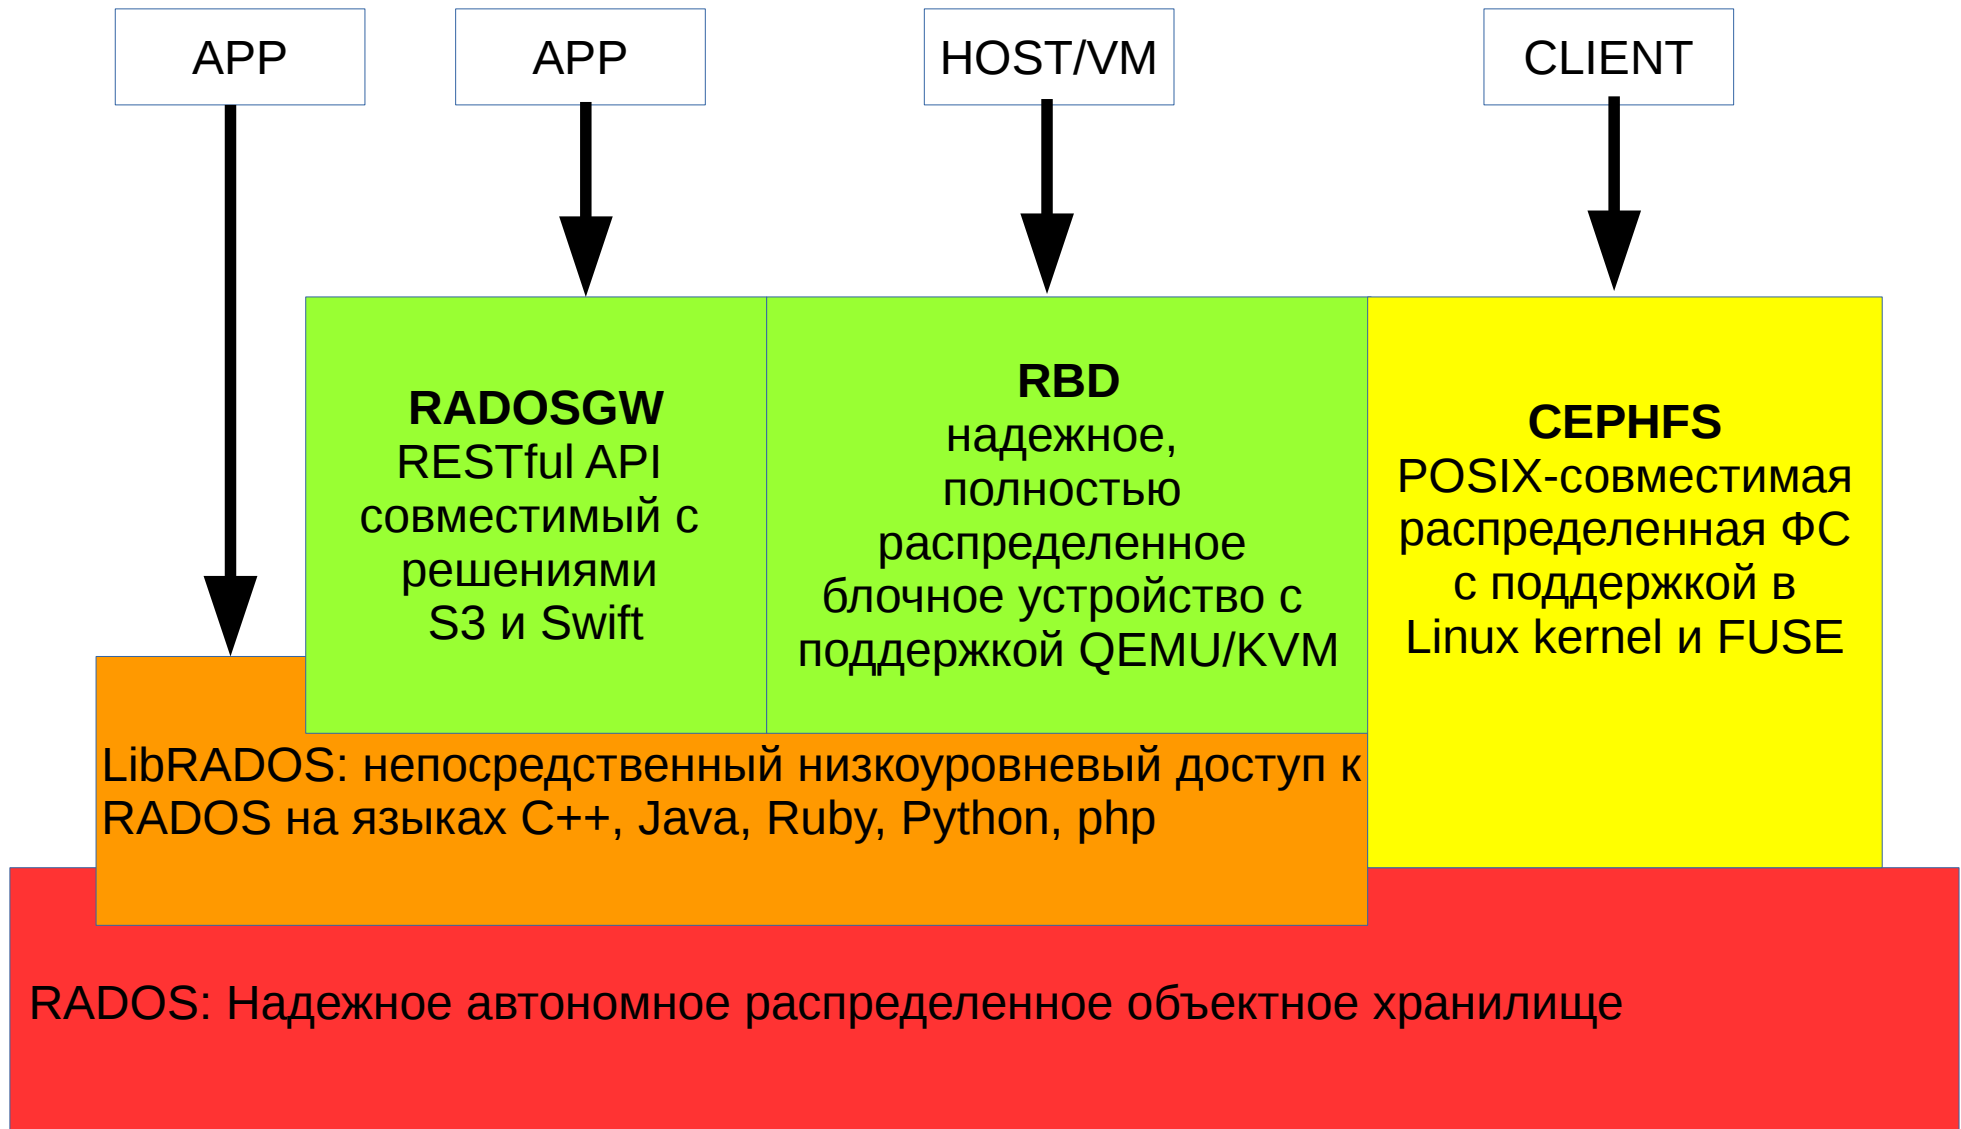 APP
APP
HOST/VM
CLIENT
RADOSGW
RESTful API
совместимый с
решениями
S3 и Swift
RBD
надежное,
полностью
распределенное
блочное устройство с
поддержкой QEMU/KVM
CEPHFS
POSIX-совместимая
распределенная ФС
с поддержкой в
Linux kernel и FUSE
LibRADOS: непосредственный низкоуровневый доступ к
RADOS на языках C++, Java, Ruby, Python, php
RADOS: Надежное автономное распределенное объектное хранилище